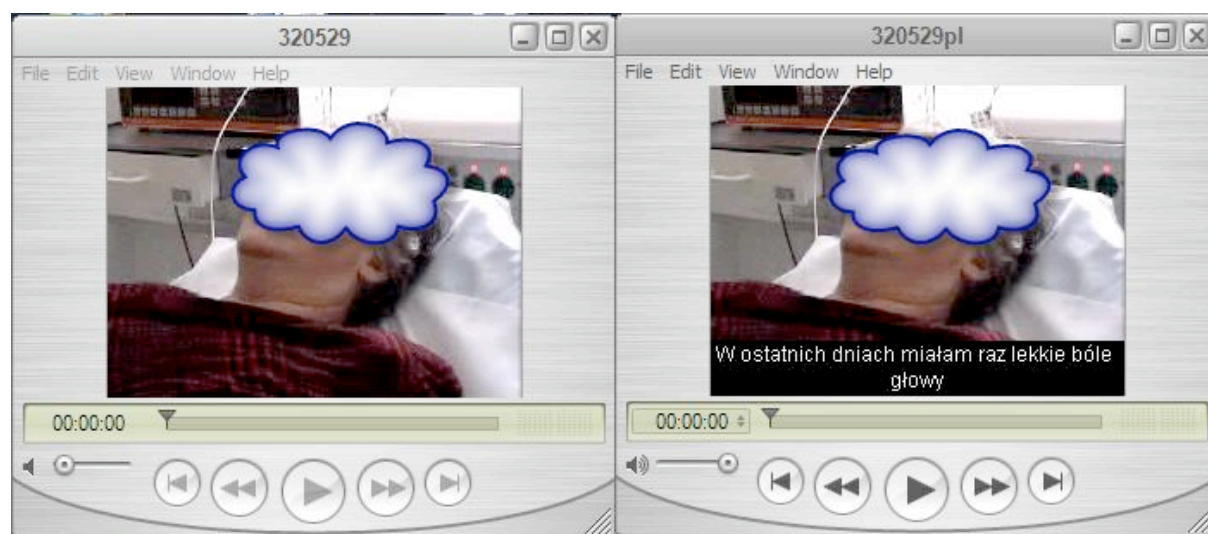 320529
File Edit View Window Help
00:00:00
320529pl
File Edit View Window Help
W ostatnich dniach miałam raz lekkie bóle
głowy
00:00:00